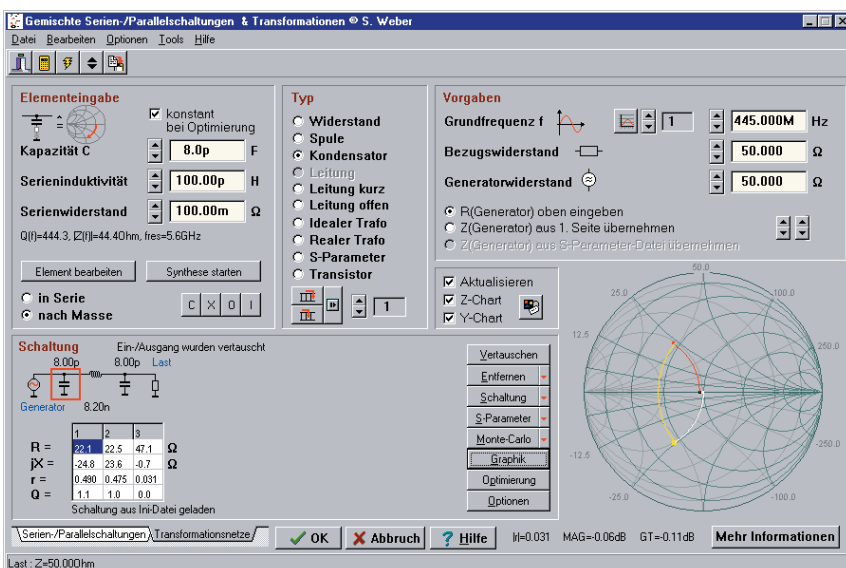 Gemischte Serien-/Parallelschaltungen & Transformationen © S. Weber
Datei Bearbeiten Optionen Tools Hilfe
Elementeingabe
konstant
bei Optimierung
Kapazität C 8.0p F
Serieninduktivität 100.00p H
Serienwiderstand 100.00m Ω
Q(f)=444.3, |Z(f)|=44.4Ohm, fres=5.6GHz
Element bearbeiten Synthese starten
in Serie
nach Masse
C X O I
Typ
Widerstand
Spule
Kondensator
Leitung
Leitung kurz
Leitung offen
Idealer Trafo
Realer Trafo
S-Parameter
Transistor
1
Vorgaben
Grundfrequenz f 1 445.000M Hz
Bezugswiderstand 50.000 Ω
Generatorwiderstand 50.000 Ω
R(Generator) oben eingeben
Z(Generator) aus 1. Seite übernehmen
Z(Generator) aus S-Parameter-Datei übernehmen
Aktualisieren
Z-Chart
Y-Chart
50.0
25.0 100.0
12.5 250.0
-12.5 -250.0
-25.0 -100.0
Schaltung Ein-/Ausgang wurden vertauscht
8.00p 8.00p Last
Generator 8.20n
1 2 3
R = 22.1 22.5 47.1 Ω
jX = -24.8 23.6 -0.7 Ω
r = 0.490 0.475 0.031
Q = 1.1 1.0 0.0
Schaltung aus Ini-Datei geladen
Vertauschen
Entfernen
Schaltung
S-Parameter
Monte-Carlo
Graphik
Optimierung
Optionen
Serien-/Parallelschaltungen Transformationsnetze
OK Abbruch Hilfe |r|=0.031 MAG=-0.06dB GT=-0.11dB Mehr Informationen
Last : Z=50.000hm